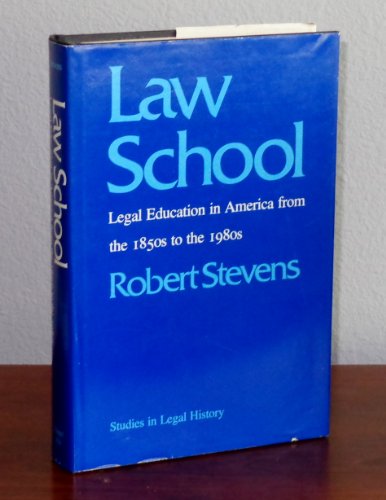 Law
School
Legal Education in America from
the 1850s to the 1980s
Robert Stevens
Studies in Legal History
Law School